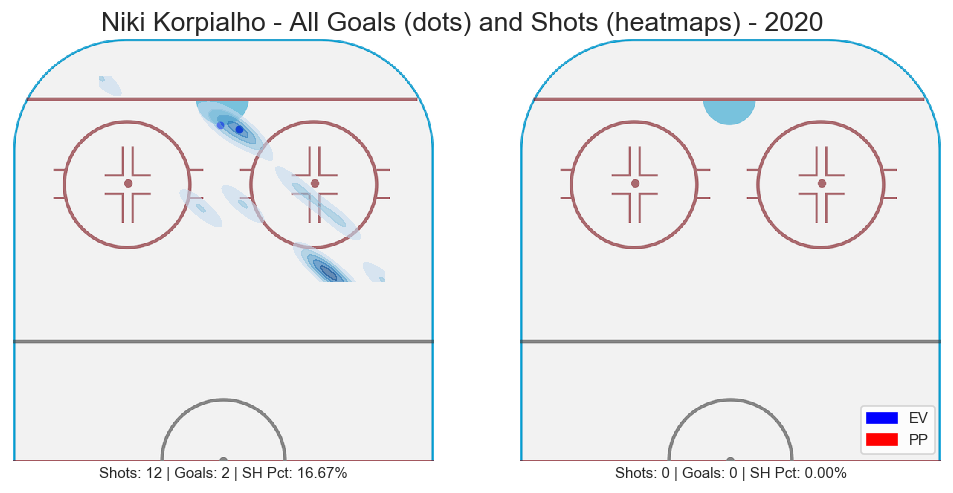 Niki Korpialho - All Goals (dots) and Shots (heatmaps) - 2020
EV
PP
Shots: 12 | Goals: 2 | SH Pct: 16.67%
Shots: 0 | Goals: 0 | SH Pct: 0.00%